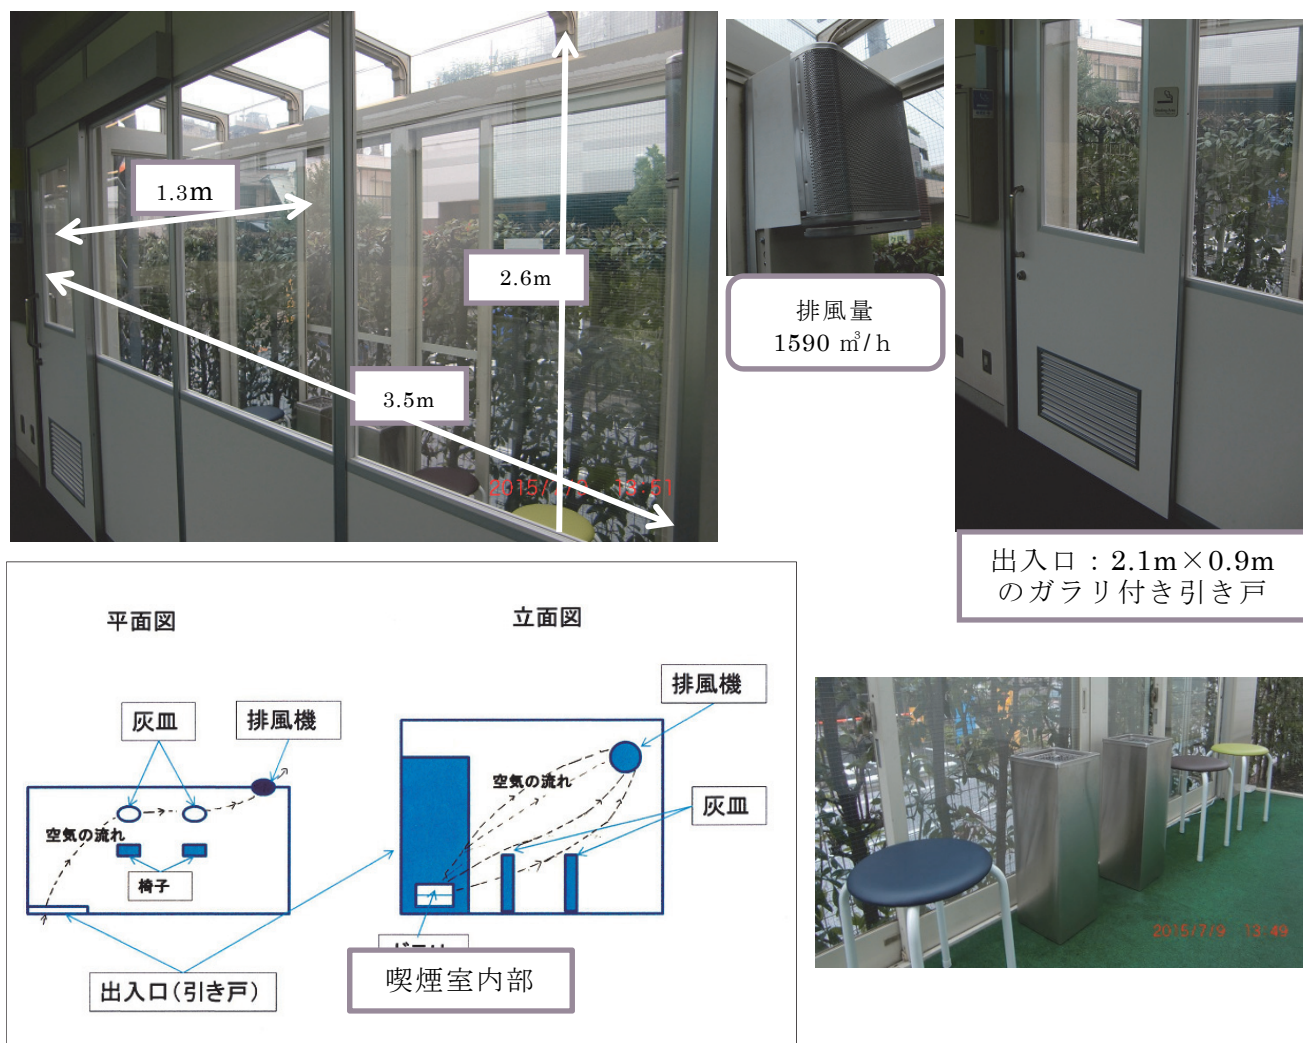 1.3m
2.6m
3.5m
2015/7/9 13:51
排風量
1590 ㎥/h
出入口：2.1m×0.9m
のガラリ付き引き戸
平面図
立面図
灰皿
排風機
空気の流れ
椅子
出入口(引き戸)
排風機
空気の流れ
灰皿
喫煙室内部
2015/7/9 13:49